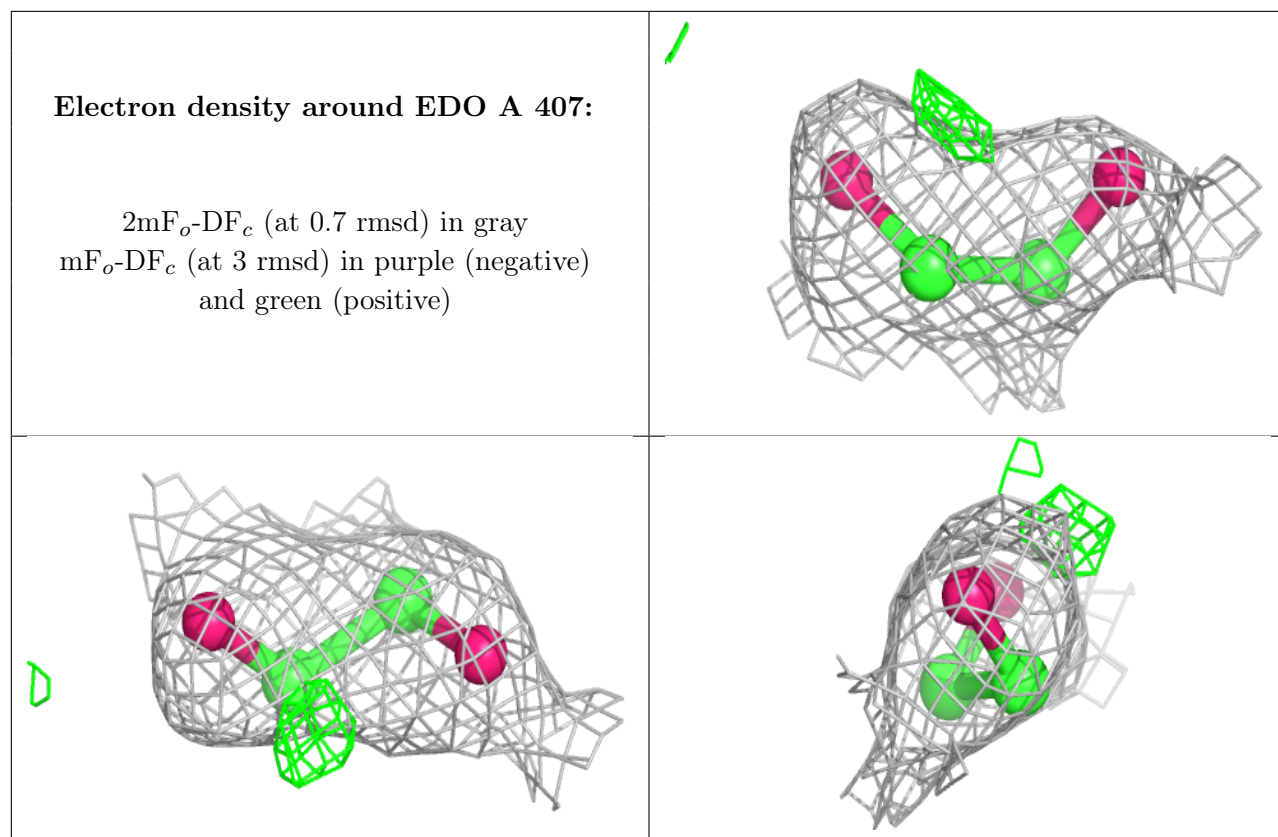 Electron density around EDO A 407:
2mFₒ-DF𝒸 (at 0.7 rmsd) in gray
mFₒ-DF𝒸 (at 3 rmsd) in purple (negative)
and green (positive)